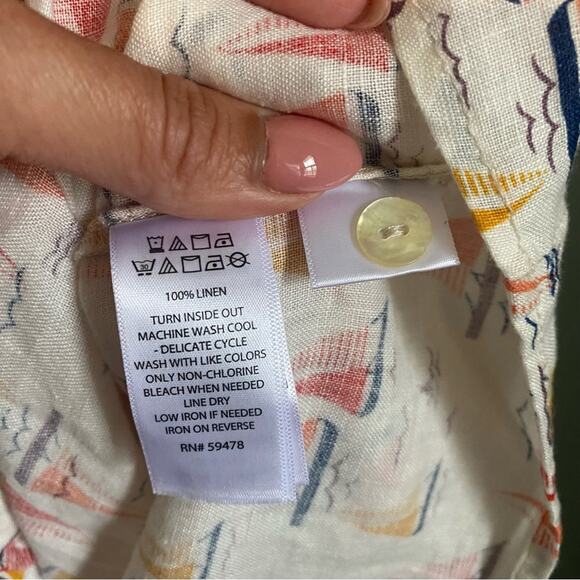 30
100% LINEN
TURN INSIDE OUT
MACHINE WASH COOL
- DELICATE CYCLE
WASH WITH LIKE COLORS
ONLY NON-CHLORINE
BLEACH WHEN NEEDED
LINE DRY
LOW IRON IF NEEDED
IRON ON REVERSE
RN# 59478